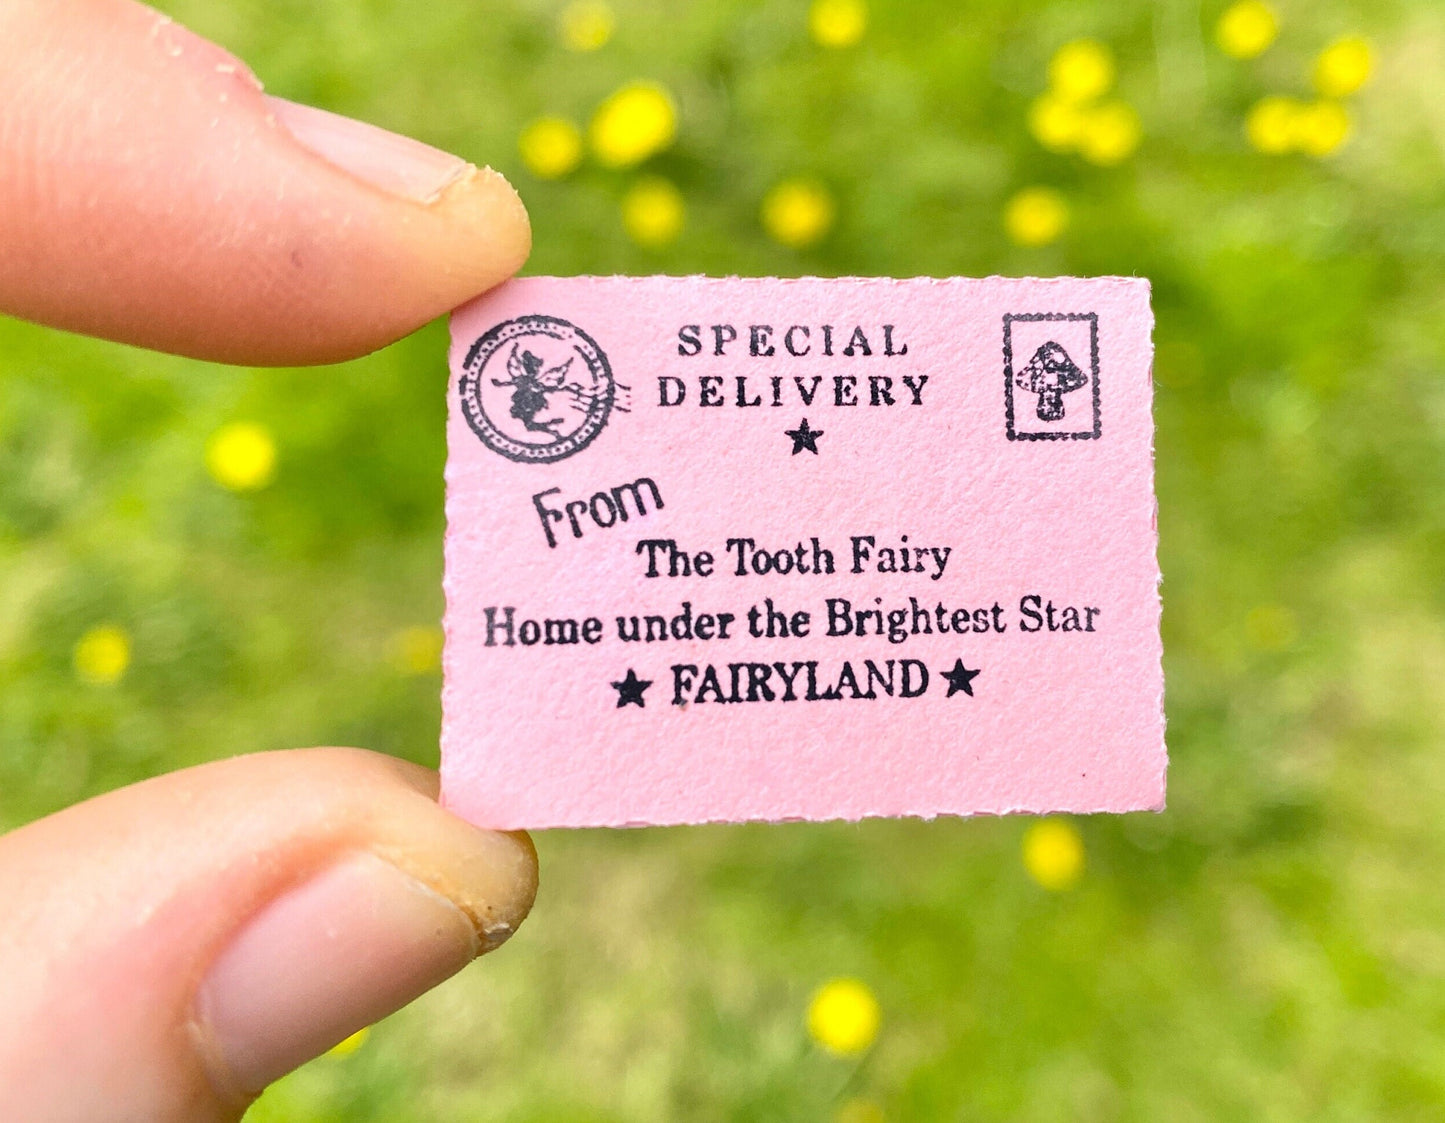 SPECIAL
DELIVERY
From
The Tooth Fairy
Home under the Brightest Star
FAIRYLAND